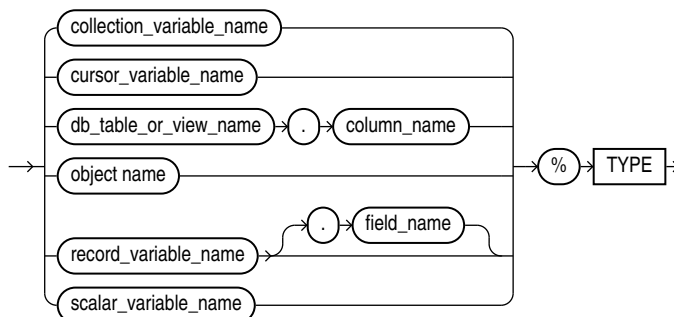 collection_variable_name
cursor_variable_name
db_table_or_view_name . column_name
object name
% TYPE
. field_name
record_variable_name
scalar_variable_name